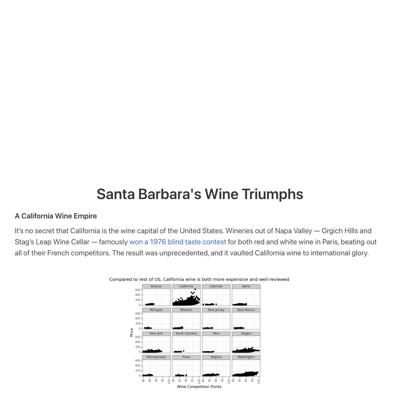 Santa Barbara's Wine Triumphs
A California Wine Empire
It's no secret that California is the wine capital of the United States. Wineries out of Napa Valley — Grgich Hills and
Stag's Leap Wine Cellar — famously won a 1976 blind taste contest for both red and white wine in Paris, beating out
all of their French competitors. The result was unprecedented, and it vaulted California wine to international glory.
Compared to rest of US, California wine is both more expensive and well-reviewed
Arizona California Colorado Idaho
Michigan Missouri New Jersey New Mexico
Price
New York North Carolina Ohio Oregon
Pennsylvania Texas Virginia Washington
Wine Competition Points